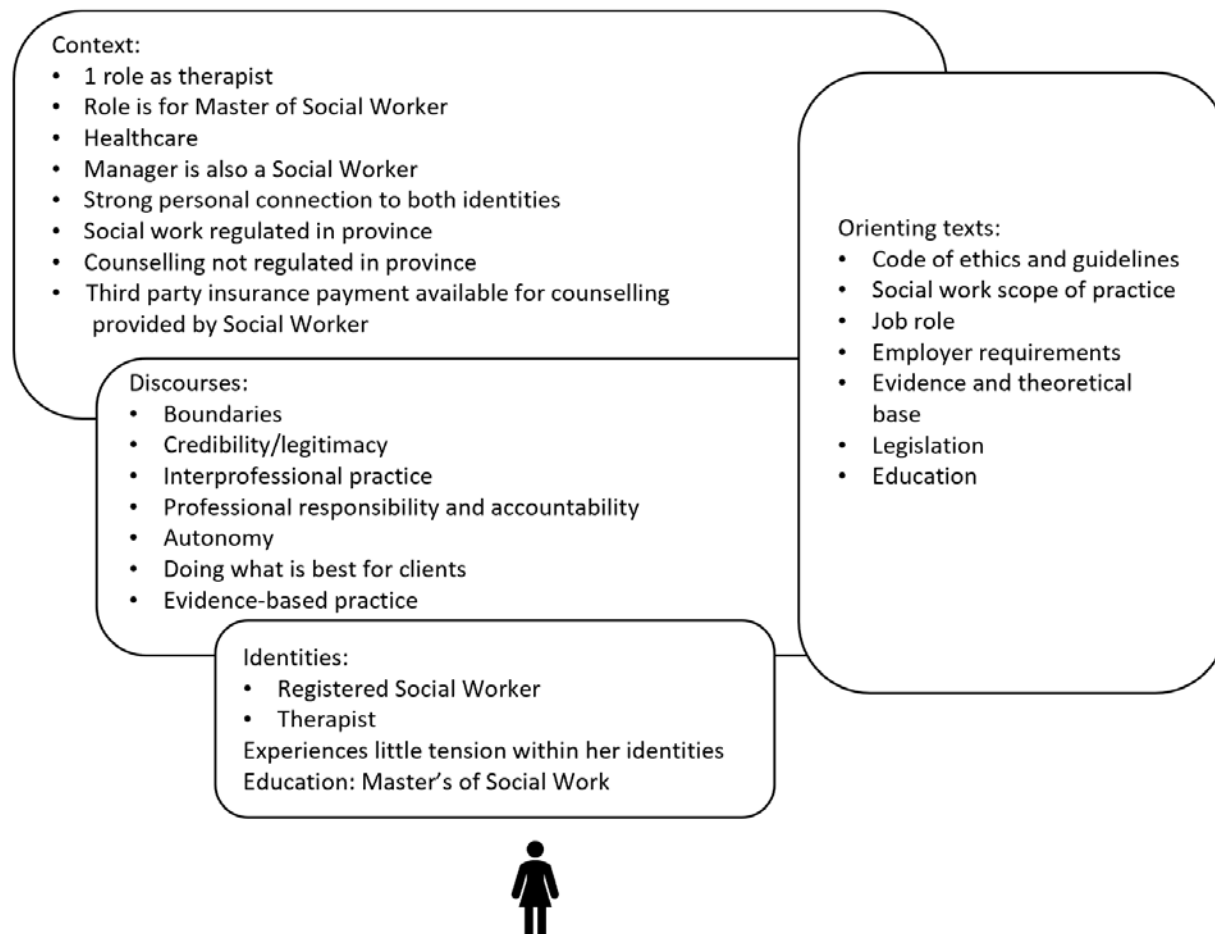 Context:
• 1 role as therapist
• Role is for Master of Social Worker
• Healthcare
• Manager is also a Social Worker
• Strong personal connection to both identities
• Social work regulated in province
• Counselling not regulated in province
• Third party insurance payment available for counselling
provided by Social Worker
Discourses:
• Boundaries
• Credibility/legitimacy
• Interprofessional practice
• Professional responsibility and accountability
• Autonomy
• Doing what is best for clients
• Evidence-based practice
Identities:
• Registered Social Worker
• Therapist
Experiences little tension within her identities
Education: Master’s of Social Work
Orienting texts:
• Code of ethics and guidelines
• Social work scope of practice
• Job role
• Employer requirements
• Evidence and theoretical
base
• Legislation
• Education